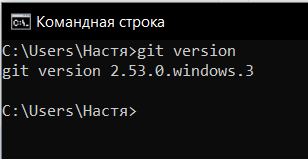 Командная строка
C:\Users\Настя>git version
git version 2.53.0.windows.3
C:\Users\Настя>